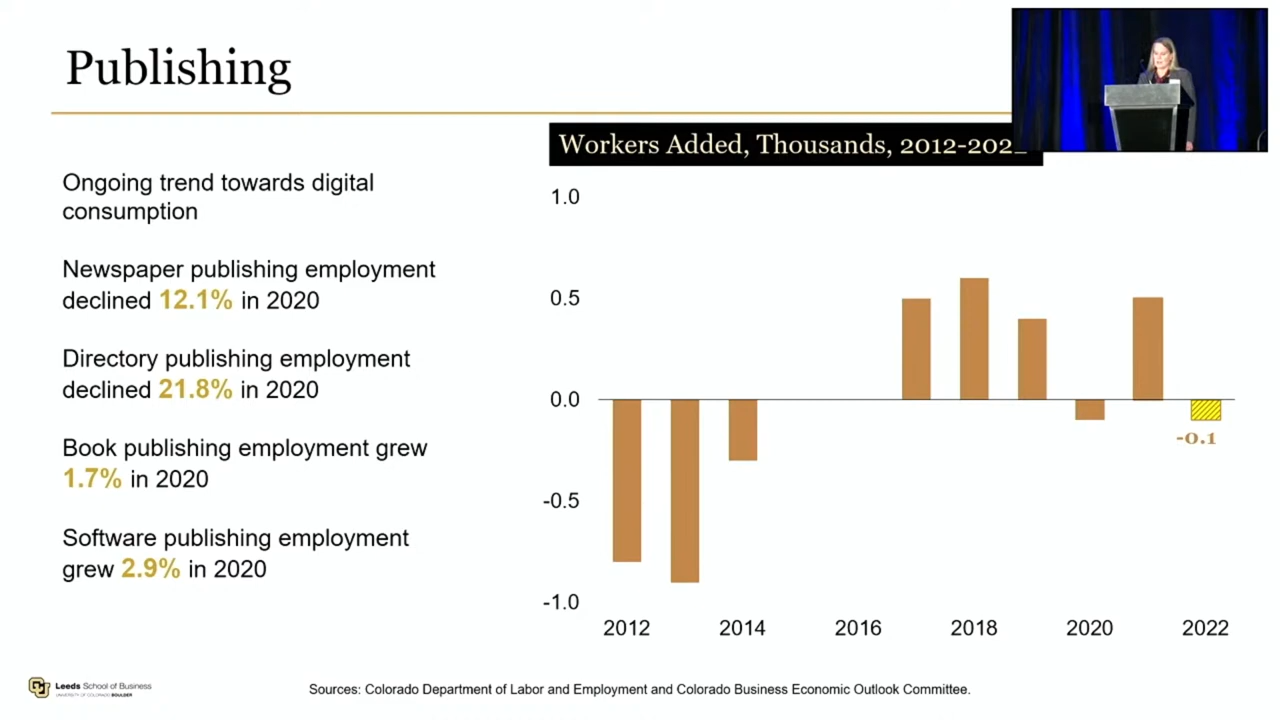 Publishing
Workers Added, Thousands, 2012-202
Ongoing trend towards digital
consumption
Newspaper publishing employment
declined 12.1% in 2020
Directory publishing employment
declined 21.8% in 2020
Book publishing employment grew
1.7% in 2020
Software publishing employment
grew 2.9% in 2020
1.0
0.5
0.0
-0.5
-1.0
-0.1
2012 2014 2016 2018 2020 2022
Leeds School of Business
UNIVERSITY OF COLORADO BOULDER
Sources: Colorado Department of Labor and Employment and Colorado Business Economic Outlook Committee.